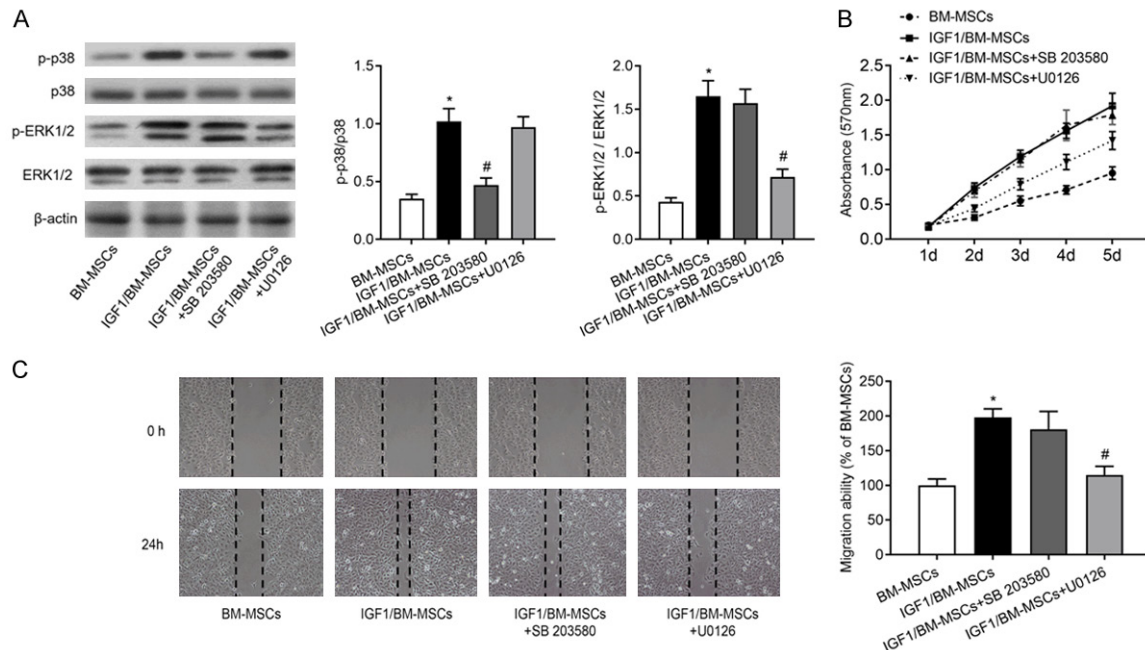 A
p-p38
p38
p-ERK1/2
ERK1/2
β-actin
BM-MSCs
IGF1/BM-MSCs
IGF1/BM-MSCs
+SB 203580
IGF1/BM-MSCs
+U0126
p-p38/p38
1.5
1.0
0.5
0.0
*
#
BM-MSCs
IGF1/BM-MSCs
IGF1/BM-MSCs+SB 203580
IGF1/BM-MSCs+U0126
p-ERK1/2 / ERK1/2
2.0
1.5
1.0
0.5
0.0
*
#
BM-MSCs
IGF1/BM-MSCs
IGF1/BM-MSCs+SB 203580
IGF1/BM-MSCs+U0126
B
BM-MSCs
IGF1/BM-MSCs
IGF1/BM-MSCs+SB 203580
IGF1/BM-MSCs+U0126
Absorbance (570nm)
2.5
2.0
1.5
1.0
0.5
0.0
1d 2d 3d 4d 5d
C
0 h
24h
BM-MSCs
IGF1/BM-MSCs
IGF1/BM-MSCs
+SB 203580
IGF1/BM-MSCs
+U0126
Migration ability (% of BM-MSCs)
250
200
150
100
50
0
*
#
BM-MSCs
IGF1/BM-MSCs
IGF1/BM-MSCs+SB 203580
IGF1/BM-MSCs+U0126